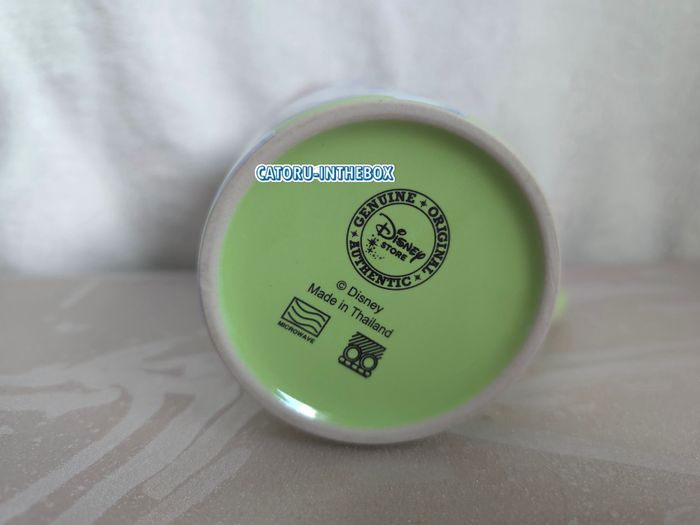 CATORU-INTHEBOX
GENUINE ✦ ORIGINAL ✦ AUTHENTIC ✦
Disney
STORE
© Disney
Made in Thailand
MICROWAVE